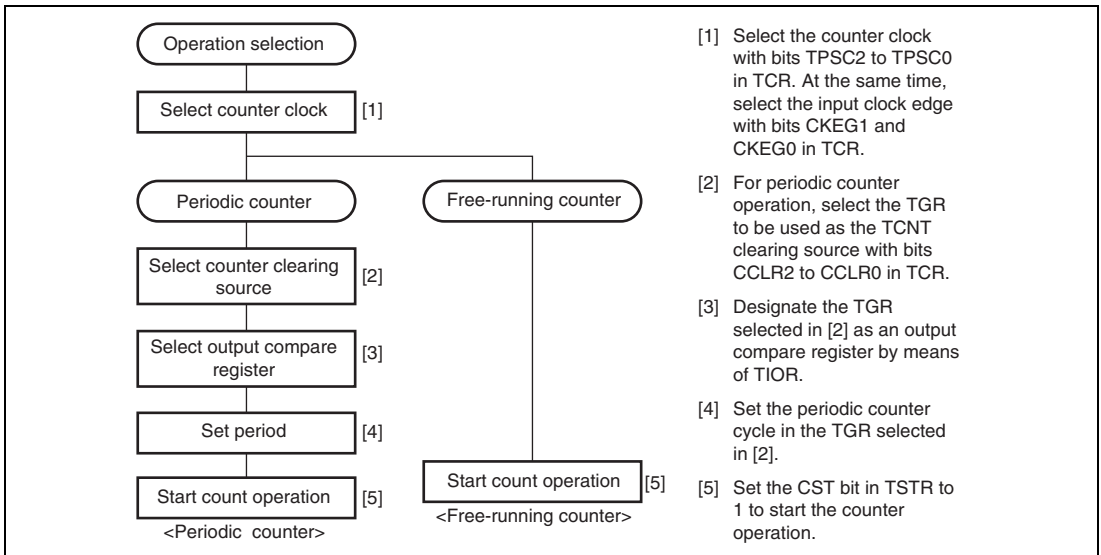 Operation selection
Select counter clock
[1]
Periodic counter
Free-running counter
Select counter clearing
source
[2]
Select output compare
register
[3]
Set period
[4]
Start count operation
[5]
<Periodic counter>
Start count operation
[5]
<Free-running counter>
[1] Select the counter clock
with bits TPSC2 to TPSC0
in TCR. At the same time,
select the input clock edge
with bits CKEG1 and
CKEG0 in TCR.
[2] For periodic counter
operation, select the TGR
to be used as the TCNT
clearing source with bits
CCLR2 to CCLR0 in TCR.
[3] Designate the TGR
selected in [2] as an output
compare register by means
of TIOR.
[4] Set the periodic counter
cycle in the TGR selected
in [2].
[5] Set the CST bit in TSTR to
1 to start the counter
operation.